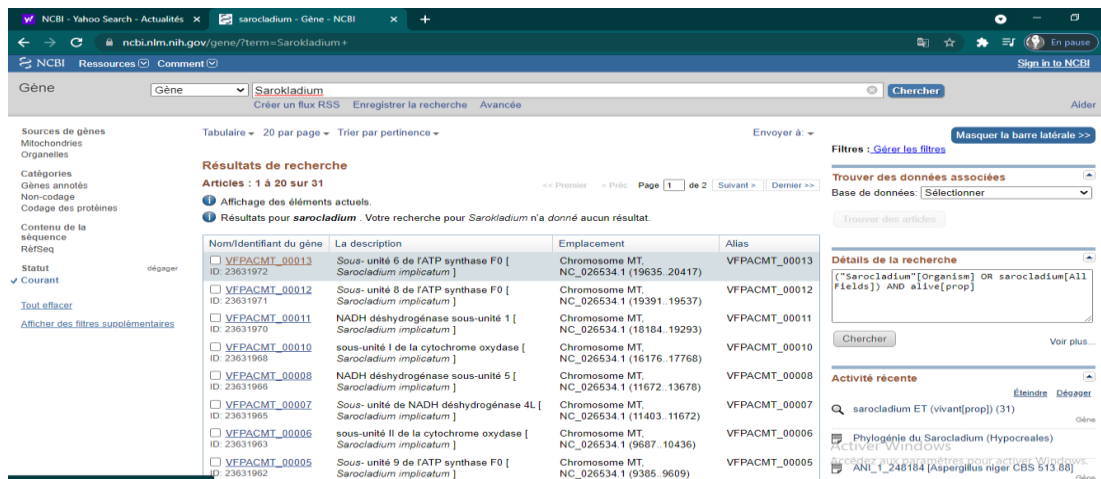 NCBI - Yahoo Search - Actualités
sarocladium - Gène - NCBI
ncbi.nlm.nih.gov/gene/?term=Sarokladium+
En pause
NCBI Ressources Comment Sign in to NCBI
Gène Gène Sarokladium Chercher
Créer un flux RSS Enregistrer la recherche Avancée Aider
Sources de gènes
Mitochondries
Organelles
Catégories
Gènes annotés
Non-codage
Codage des protéines
Contenu de la
séquence
RéfSeq
Statut dégager
Courant
Tout effacer
Afficher des filtres supplémentaires
Tabulaire 20 par page Trier par pertinence Envoyer à:
Résultats de recherche
Articles : 1 à 20 sur 31
<< Premier < Préc Page 1 de 2 Suivant > Dernier >>
Affichage des éléments actuels.
Résultats pour sarocladium . Votre recherche pour Sarokladium n'a donné aucun résultat.
Nom/Identifiant du gène La description Emplacement Alias
VFPACMT_00013 Sous- unité 6 de l'ATP synthase F0 [ Chromosome MT, VFPACMT_00013
ID: 23631972 Sarocladium implicatum ] NC_026534.1 (19635..20417)
VFPACMT_00012 Sous- unité 8 de l'ATP synthase F0 [ Chromosome MT, VFPACMT_00012
ID: 23631971 Sarocladium implicatum ] NC_026534.1 (19391..19537)
VFPACMT_00011 NADH déshydrogénase sous-unité 1 [ Chromosome MT, VFPACMT_00011
ID: 23631970 Sarocladium implicatum ] NC_026534.1 (18184..19293)
VFPACMT_00010 sous-unité I de la cytochrome oxydase [ Chromosome MT, VFPACMT_00010
ID: 23631968 Sarocladium implicatum ] NC_026534.1 (16176..17768)
VFPACMT_00008 NADH déshydrogénase sous-unité 5 [ Chromosome MT, VFPACMT_00008
ID: 23631966 Sarocladium implicatum ] NC_026534.1 (11672..13678)
VFPACMT_00007 Sous- unité de NADH déshydrogénase 4L [ Chromosome MT, VFPACMT_00007
ID: 23631965 Sarocladium implicatum ] NC_026534.1 (11403..11672)
VFPACMT_00006 sous-unité II de la cytochrome oxydase [ Chromosome MT, VFPACMT_00006
ID: 23631963 Sarocladium implicatum ] NC_026534.1 (9687..10436)
VFPACMT_00005 Sous- unité 9 de l'ATP synthase F0 [ Chromosome MT, VFPACMT_00005
ID: 23631962 Sarocladium implicatum ] NC_026534.1 (9385..9609)
Masquer la barre latérale >>
Filtres : Gérer les filtres
Trouver des données associées
Base de données: Sélectionner
Trouver des articles
Détails de la recherche
("Sarocladium"[Organism] OR sarocladium[All
Fields]) AND alive[prop]
Chercher Voir plus...
Activité récente
Éteindre Dégager
sarocladium ET (vivant[prop]) (31)
Gène
Phylogénie du Sarocladium (Hypocreales)
Activer Windows
Accédez aux paramètres pour activer Windows.
ANI_1_248184 [Aspergillus niger CBS 513.88]
Gène